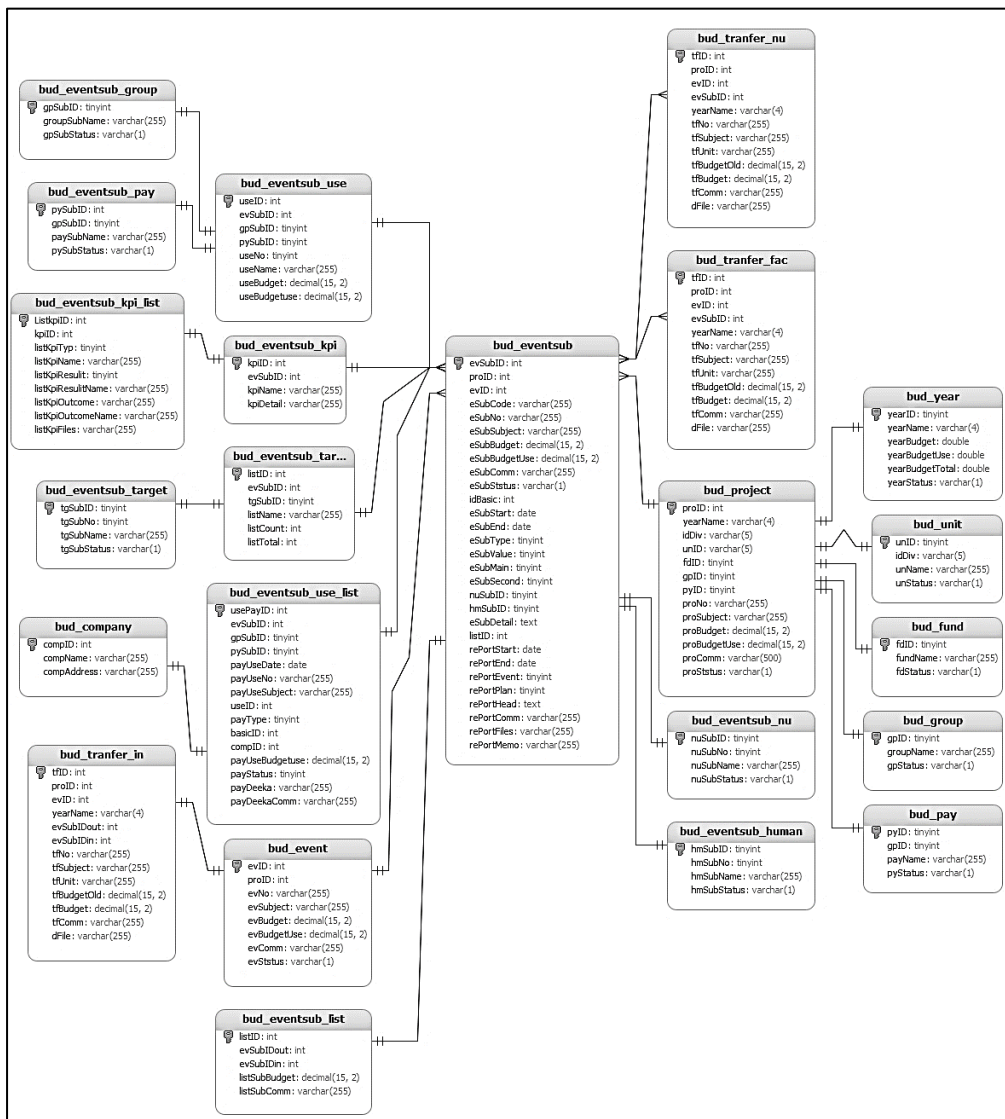 bud_eventsub_group
gpSubID: tinyint
groupSubName: varchar(255)
gpSubStatus: varchar(1)
bud_eventsub_pay
pySubID: int
gpSubID: tinyint
paySubName: varchar(255)
pySubStatus: varchar(1)
bud_eventsub_kpi_list
ListkpiID: int
kpiID: int
listKpiTyp: tinyint
listKpiName: varchar(255)
listKpiResulit: tinyint
listKpiResulitName: varchar(255)
listKpiOutcome: varchar(255)
listKpiOutcomeName: varchar(255)
listKpiFiles: varchar(255)
bud_eventsub_target
tgSubID: tinyint
tgSubNo: tinyint
tgSubName: varchar(255)
tgSubStatus: varchar(1)
bud_company
compID: int
compName: varchar(255)
compAddress: varchar(255)
bud_tranfer_in
tfID: int
proID: int
evID: int
yearName: varchar(4)
evSubIDout: int
evSubIDin: int
tfNo: varchar(255)
tfSubject: varchar(255)
tfUnit: varchar(255)
tfBudgetOld: decimal(15, 2)
tfBudget: decimal(15, 2)
tfComm: varchar(255)
dFile: varchar(255)
bud_eventsub_use
useID: int
evSubID: int
gpSubID: tinyint
pySubID: tinyint
useNo: tinyint
useName: varchar(255)
useBudget: decimal(15, 2)
useBudgetuse: decimal(15, 2)
bud_eventsub_kpi
kpiID: int
evSubID: int
kpiName: varchar(255)
kpiDetail: varchar(255)
bud_eventsub_tar...
listID: int
evSubID: int
tgSubID: tinyint
listName: varchar(255)
listCount: int
listTotal: int
bud_eventsub_use_list
usePayID: int
evSubID: int
gpSubID: tinyint
pySubID: tinyint
payUseDate: date
payUseNo: varchar(255)
payUseSubject: varchar(255)
useID: int
payType: tinyint
basicID: int
compID: int
payUseBudgetuse: decimal(15, 2)
payStatus: tinyint
payDeeka: varchar(255)
payDeekaComm: varchar(255)
bud_event
evID: int
proID: int
evNo: varchar(255)
evSubject: varchar(255)
evBudget: decimal(15, 2)
evBudgetUse: decimal(15, 2)
evComm: varchar(255)
evStstus: varchar(1)
bud_eventsub_list
listID: int
evSubIDout: int
evSubIDin: int
listSubBudget: decimal(15, 2)
listSubComm: varchar(255)
bud_eventsub
evSubID: int
proID: int
evID: int
eSubCode: varchar(255)
eSubNo: varchar(255)
eSubSubject: varchar(255)
eSubBudget: decimal(15, 2)
eSubBudgetUse: decimal(15, 2)
eSubComm: varchar(255)
eSubStstus: varchar(1)
idBasic: int
eSubStart: date
eSubEnd: date
eSubType: tinyint
eSubValue: tinyint
eSubMain: tinyint
eSubSecond: tinyint
nuSubID: tinyint
hmSubID: tinyint
eSubDetail: text
listID: int
rePortStart: date
rePortEnd: date
rePortEvent: tinyint
rePortPlan: tinyint
rePortHead: text
rePortComm: varchar(255)
rePortFiles: varchar(255)
rePortMemo: varchar(255)
bud_tranfer_nu
tfID: int
proID: int
evID: int
evSubID: int
yearName: varchar(4)
tfNo: varchar(255)
tfSubject: varchar(255)
tfUnit: varchar(255)
tfBudgetOld: decimal(15, 2)
tfBudget: decimal(15, 2)
tfComm: varchar(255)
dFile: varchar(255)
bud_tranfer_fac
tfID: int
proID: int
evID: int
evSubID: int
yearName: varchar(4)
tfNo: varchar(255)
tfSubject: varchar(255)
tfUnit: varchar(255)
tfBudgetOld: decimal(15, 2)
tfBudget: decimal(15, 2)
tfComm: varchar(255)
dFile: varchar(255)
bud_project
proID: int
yearName: varchar(4)
idDiv: varchar(5)
unID: varchar(5)
fdID: tinyint
gpID: tinyint
pyID: tinyint
proNo: varchar(255)
proSubject: varchar(255)
proBudget: decimal(15, 2)
proBudgetUse: decimal(15, 2)
proComm: varchar(500)
proStstus: varchar(1)
bud_eventsub_nu
nuSubID: tinyint
nuSubNo: tinyint
nuSubName: varchar(255)
nuSubStatus: varchar(1)
bud_eventsub_human
hmSubID: tinyint
hmSubNo: tinyint
hmSubName: varchar(255)
hmSubStatus: varchar(1)
bud_year
yearID: tinyint
yearName: varchar(4)
yearBudget: double
yearBudgetUse: double
yearBudgetTotal: double
yearStatus: varchar(1)
bud_unit
unID: tinyint
idDiv: varchar(5)
unName: varchar(255)
unStatus: varchar(1)
bud_fund
fdID: tinyint
fundName: varchar(255)
fdStatus: varchar(1)
bud_group
gpID: tinyint
groupName: varchar(255)
gpStatus: varchar(1)
bud_pay
pyID: tinyint
gpID: tinyint
payName: varchar(255)
pyStatus: varchar(1)